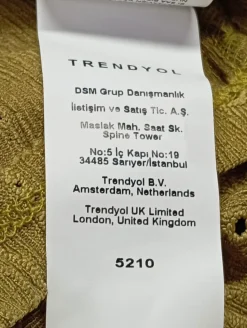 TRENDYOL
DSM Grup Danışmanlık
İletişim ve Satış Tic. A.Ş.
Maslak Mah. Saat Sk.
Spine Tower
No:5 İç Kapı No:19
34485 Sarıyer/İstanbul
Trendyol B.V.
Amsterdam, Netherlands
Trendyol UK Limited
London, United Kingdom
5210